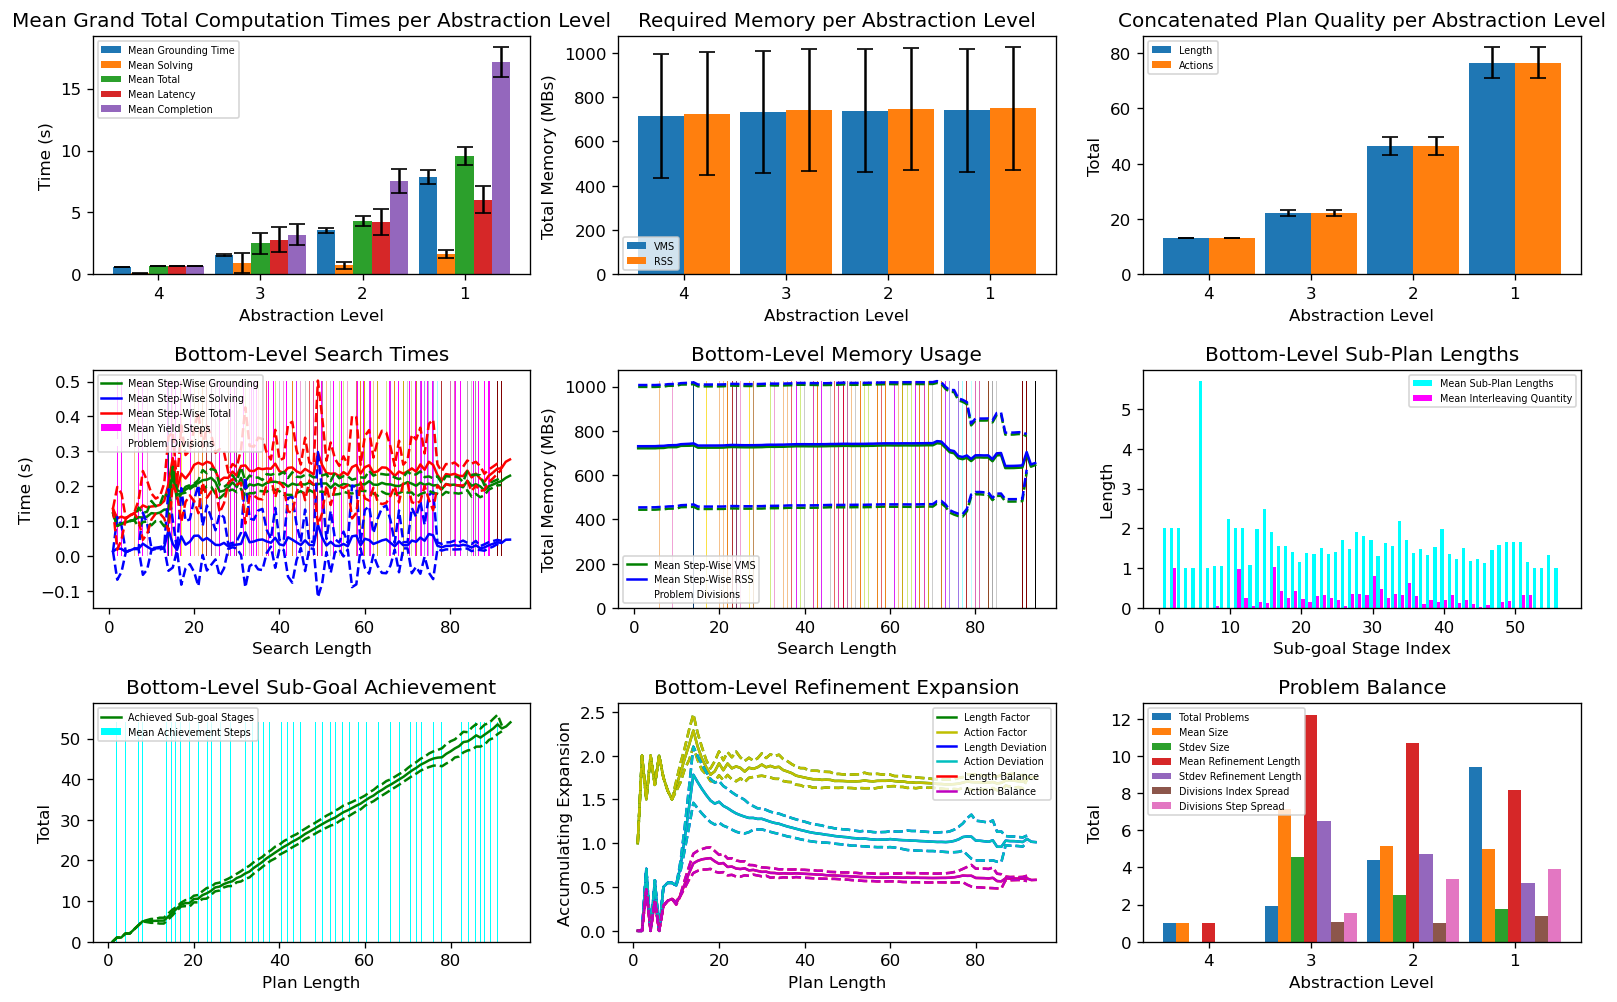 Mean Grand Total Computation Times per Abstraction Level
Time (s)
15
10
5
0
Mean Grounding Time
Mean Solving
Mean Total
Mean Latency
Mean Completion
4 3 2 1
Abstraction Level
Required Memory per Abstraction Level
Total Memory (MBs)
1000
800
600
400
200
0
VMS
RSS
4 3 2 1
Abstraction Level
Concatenated Plan Quality per Abstraction Level
Total
80
60
40
20
0
Length
Actions
4 3 2 1
Abstraction Level
Bottom-Level Search Times
Time (s)
0.5
0.4
0.3
0.2
0.1
0.0
−0.1
Mean Step-Wise Grounding
Mean Step-Wise Solving
Mean Step-Wise Total
Mean Yield Steps
Problem Divisions
0 20 40 60 80
Search Length
Bottom-Level Memory Usage
Total Memory (MBs)
1000
800
600
400
200
0
Mean Step-Wise VMS
Mean Step-Wise RSS
Problem Divisions
0 20 40 60 80
Search Length
Bottom-Level Sub-Plan Lengths
Length
5
4
3
2
1
0
Mean Sub-Plan Lengths
Mean Interleaving Quantity
0 10 20 30 40 50
Sub-goal Stage Index
Bottom-Level Sub-Goal Achievement
Total
50
40
30
20
10
0
Achieved Sub-goal Stages
Mean Achievement Steps
0 20 40 60 80
Plan Length
Bottom-Level Refinement Expansion
Accumulating Expansion
2.5
2.0
1.5
1.0
0.5
0.0
Length Factor
Action Factor
Length Deviation
Action Deviation
Length Balance
Action Balance
0 20 40 60 80
Plan Length
Problem Balance
Total
12
10
8
6
4
2
0
Total Problems
Mean Size
Stdev Size
Mean Refinement Length
Stdev Refinement Length
Divisions Index Spread
Divisions Step Spread
4 3 2 1
Abstraction Level